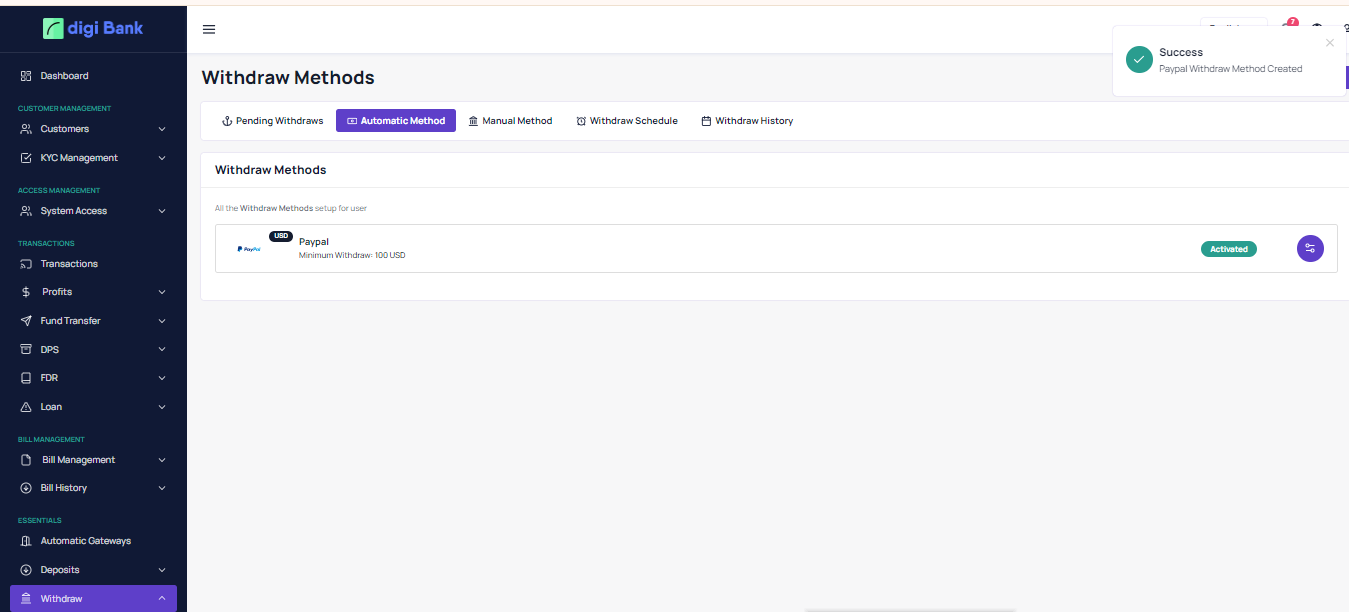 digi Bank
Dashboard
CUSTOMER MANAGEMENT
Customers
KYC Management
ACCESS MANAGEMENT
System Access
TRANSACTIONS
Transactions
Profits
Fund Transfer
DPS
FDR
Loan
BILL MANAGEMENT
Bill Management
Bill History
ESSENTIALS
Automatic Gateways
Deposits
Withdraw
7
Success
Paypal Withdraw Method Created
Withdraw Methods
Pending Withdraws Automatic Method Manual Method Withdraw Schedule Withdraw History
Withdraw Methods
All the Withdraw Methods setup for user
PayPal USD Paypal
Minimum Withdraw: 100 USD
Activated